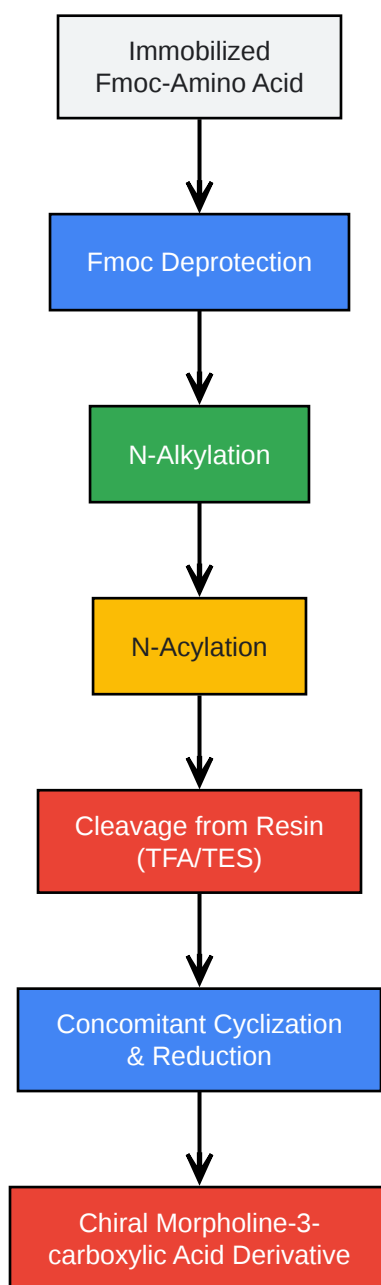 Immobilized
Fmoc-Amino Acid
Fmoc Deprotection
N-Alkylation
N-Acylation
Cleavage from Resin
(TFA/TES)
Concomitant Cyclization
& Reduction
Chiral Morpholine-3-
carboxylic Acid Derivative